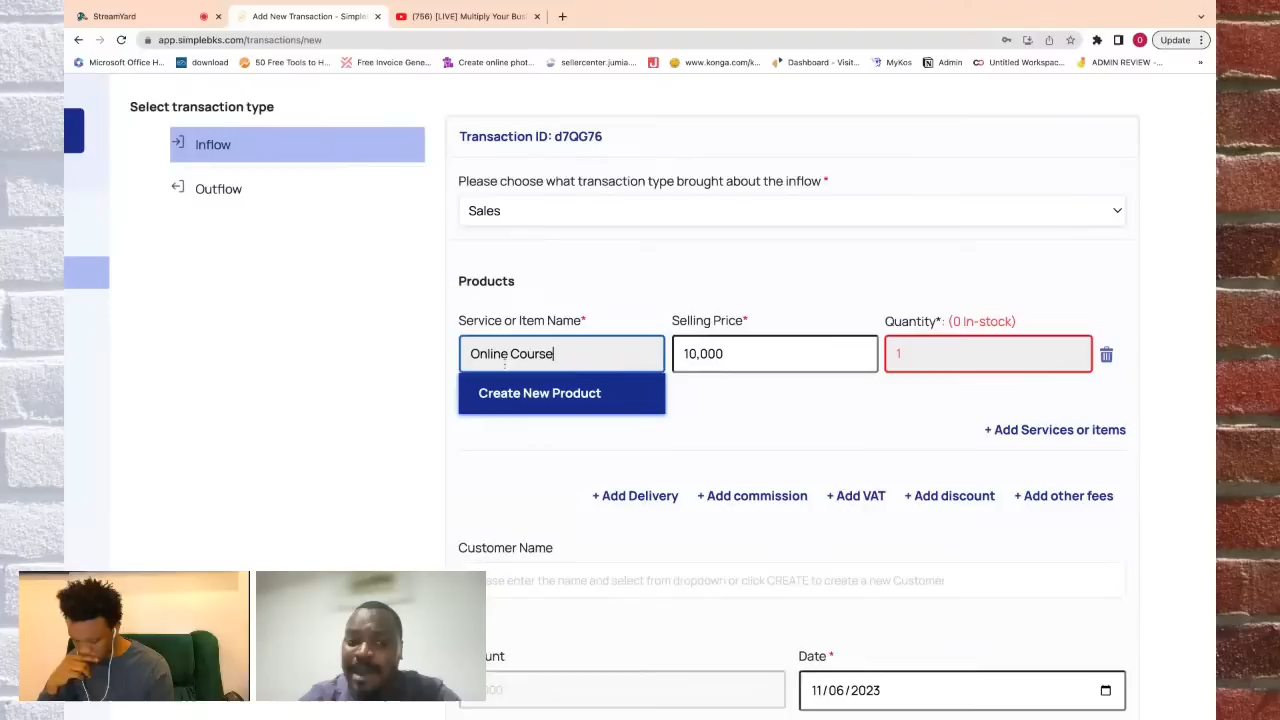 StreamYard
Add New Transaction - Simplel
(756) [LIVE] Multiply Your Busi
app.simplebks.com/transactions/new
Update
Microsoft Office H...
download
50 Free Tools to H...
Free Invoice Gene...
Create online phot...
sellercenter.jumia....
www.konga.com/k...
Dashboard - Visit...
MyKos
Admin
Untitled Workspac...
ADMIN REVIEW -...
»
Select transaction type
Inflow
Outflow
Transaction ID: d7QG76
Please choose what transaction type brought about the inflow *
Sales
Products
Service or Item Name*
Selling Price*
Quantity*: (0 In-stock)
Online Course
10,000
1
Create New Product
+ Add Services or items
+ Add Delivery
+ Add commission
+ Add VAT
+ Add discount
+ Add other fees
Customer Name
ase enter the name and select from dropdown or click CREATE to create a new Customer
unt
Date *
000
11/06/2023